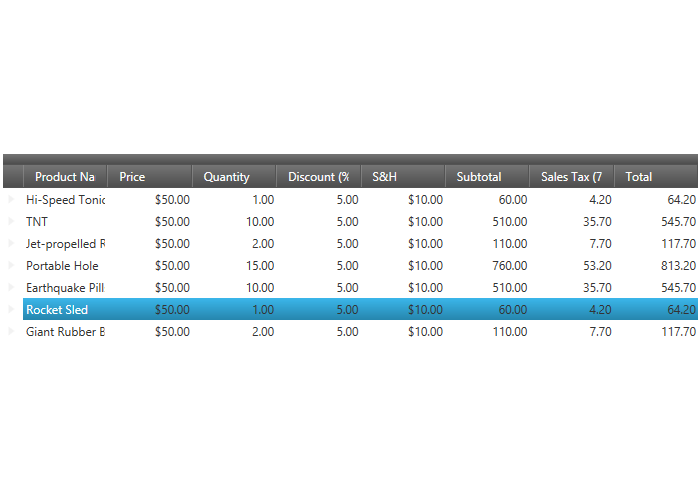 Product Na Price Quantity Discount (% S&H Subtotal Sales Tax (7 Total
Hi-Speed Tonic $50.00 1.00 5.00 $10.00 60.00 4.20 64.20
TNT $50.00 10.00 5.00 $10.00 510.00 35.70 545.70
Jet-propelled R $50.00 2.00 5.00 $10.00 110.00 7.70 117.70
Portable Hole $50.00 15.00 5.00 $10.00 760.00 53.20 813.20
Earthquake Pill $50.00 10.00 5.00 $10.00 510.00 35.70 545.70
Rocket Sled $50.00 1.00 5.00 $10.00 60.00 4.20 64.20
Giant Rubber B $50.00 2.00 5.00 $10.00 110.00 7.70 117.70